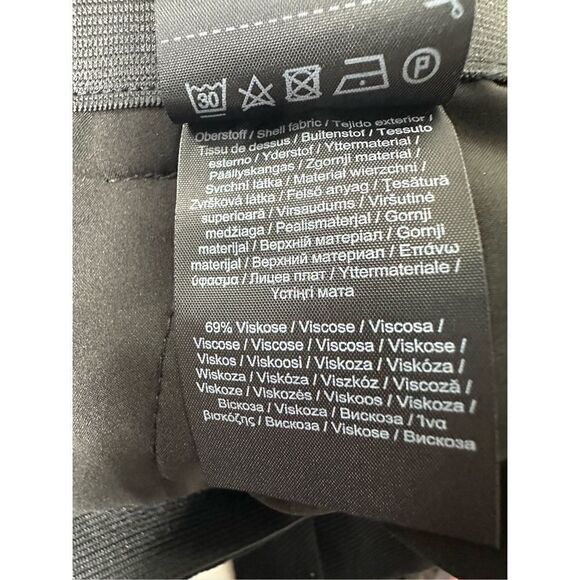 30 P
Oberstoff / Shell fabric / Tejido exterior /
Tissu de dessus / Buitenstof / Tessuto
esterno / Yderstof / Yttermaterial /
Päällyskangas / Zgornji material /
Svrchní látka / Materiał wierzchni /
Zvršková látka / Felső anyag / Țesătură
superioară / Virsaudums / Viršutinė
medžiaga / Pealismaterjal / Gornji
materijal / Верхній матеріал / Gornji
materijal / Верхний материал / Επάνω
ύφασμα / Лицев плат / Yttermateriale /
Үстіңгі мата
69% Viskose / Viscose / Viscosa /
Viscose / Viscose / Viscosa / Viskose /
Viskos / Viskoosi / Viskoza / Viskóza /
Wiskoza / Viskóza / Viszkóz / Viscoză /
Viskoze / Viskozės / Viskoos / Viskoza /
Віскоза / Viskoza / Вискоза / Ίνα
βισκόζης / Вискоза / Viskose / Вискоза